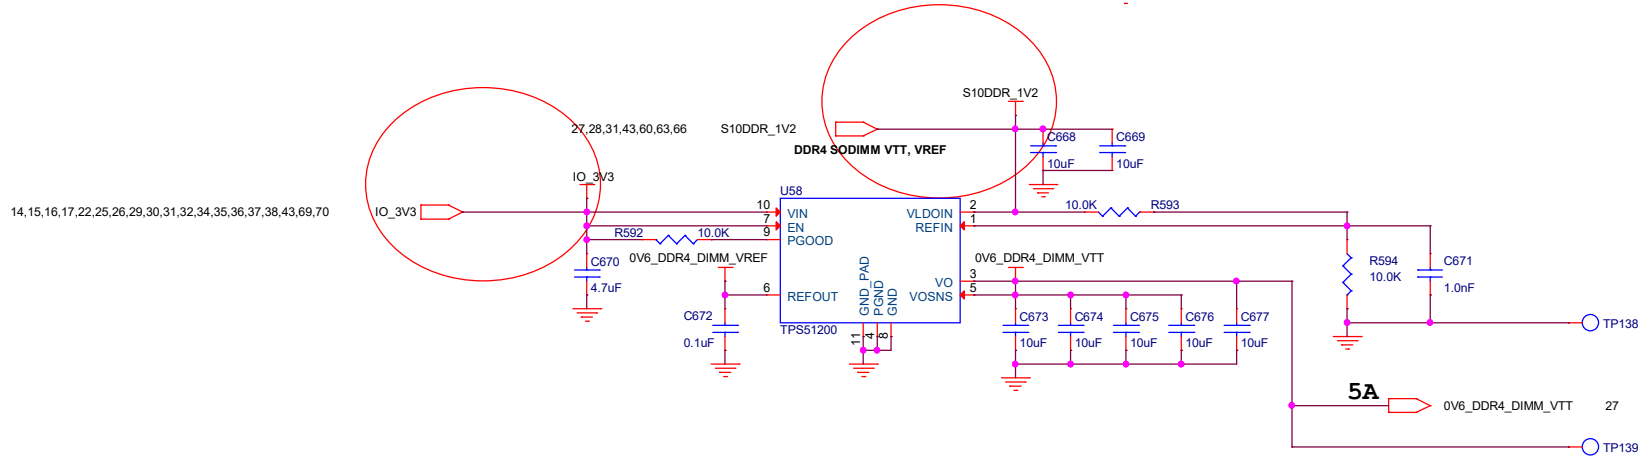 S10DDR_1V2
27,28,31,43,60,63,66 S10DDR_1V2
C668 C669
DDR4 SODIMM VTT, VREF
10uF 10uF
IO_3V3
U58
14,15,16,17,22,25,26,29,30,31,32,34,35,36,37,38,43,69,70 IO_3V3
10 VIN VLDOIN 2 10.0K R593
7 EN REFIN 1
R592 10.0K 9 PGOOD
0V6_DDR4_DIMM_VREF 0V6_DDR4_DIMM_VTT
C670 R594 C671
4.7uF 10.0K 1.0nF
VO 3
6 REFOUT VOSNS 5
GND_PAD PGND GND
C672 C673 C674 C675 C676 C677
TPS51200 TP138
11 4 8
0.1uF 10uF 10uF 10uF 10uF 10uF
5A
0V6_DDR4_DIMM_VTT 27
TP139